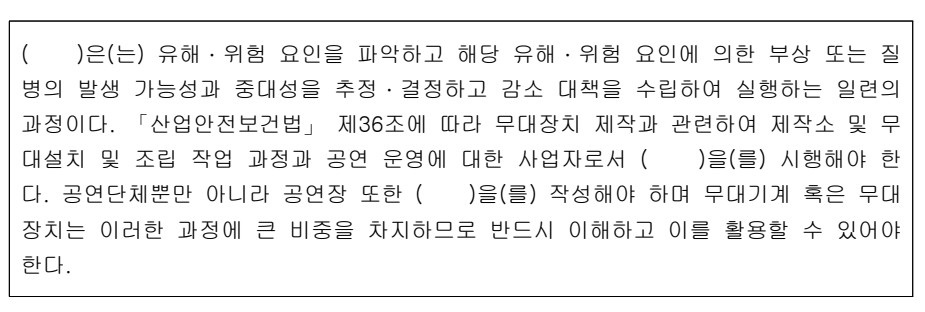 (    )은(는) 유해ㆍ위험 요인을 파악하고 해당 유해ㆍ위험 요인에 의한 부상 또는 질
병의 발생 가능성과 중대성을 추정ㆍ결정하고 감소 대책을 수립하여 실행하는 일련의
과정이다. 「산업안전보건법」 제36조에 따라 무대장치 제작과 관련하여 제작소 및 무
대설치 및 조립 작업 과정과 공연 운영에 대한 사업자로서 (    )을(를) 시행해야 한
다. 공연단체뿐만 아니라 공연장 또한 (    )을(를) 작성해야 하며 무대기계 혹은 무대
장치는 이러한 과정에 큰 비중을 차지하므로 반드시 이해하고 이를 활용할 수 있어야
한다.